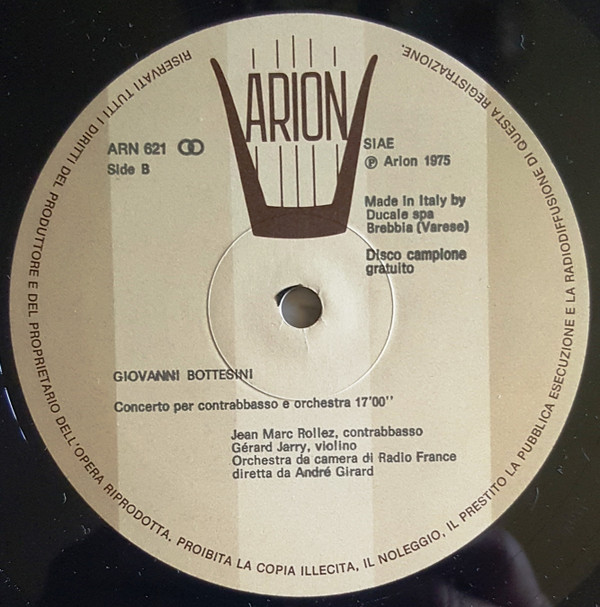 ARION
ARN 621
Side B
SIAE
℗ Arion 1975
Made in Italy by
Ducale spa
Brebbia (Varese)
Disco campione
gratuito
GIOVANNI BOTTESINI
Concerto per contrabbasso e orchestra 17'00''
Jean Marc Rollez, contrabbasso
Gérard Jarry, violino
Orchestra da camera di Radio France
diretta da André Girard
RISERVATI TUTTI I DIRITTI DEL PRODUTTORE E DEL PROPRIETARIO DELL'OPERA RIPRODOTTA. PROIBITA LA COPIA ILLECITA, IL NOLEGGIO, IL PRESTITO LA PUBBLICA ESECUZIONE E LA RADIODIFFUSIONE DI QUESTA REGISTRAZIONE.